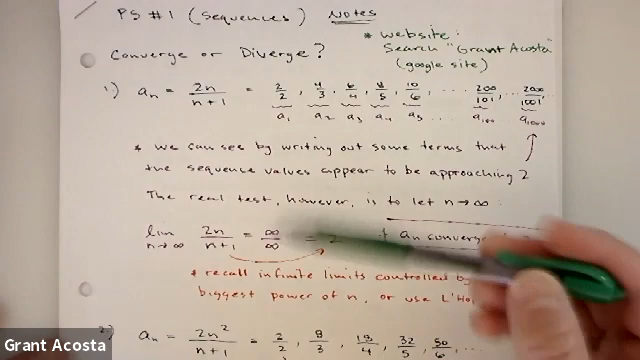 PS #1 (Sequences) Notes
* website:
Search "Grant Acosta"
(google site)
Converge or Diverge?
1) aₙ = 2n/(n+1) = 2/2, 4/3, 6/4, 8/5, 10/6, ... 200/101, ... 2000/1001, ...
a₁ a₂ a₃ a₄ a₅ ... a₁₀₀ a₁₀₀₀
* we can see by writing out some terms that
the sequence values appear to be approaching 2
The real test, however, is to let n→∞:
lim n→∞ 2n/(n+1) = ∞/∞ = 2 aₙ converge
* recall infinite limits controlled by
biggest power of n, or use L'Ho
2) aₙ = 2n²/(n+1) = 2/2, 8/3, 18/4, 32/5, 50/6, ...
Grant Acosta